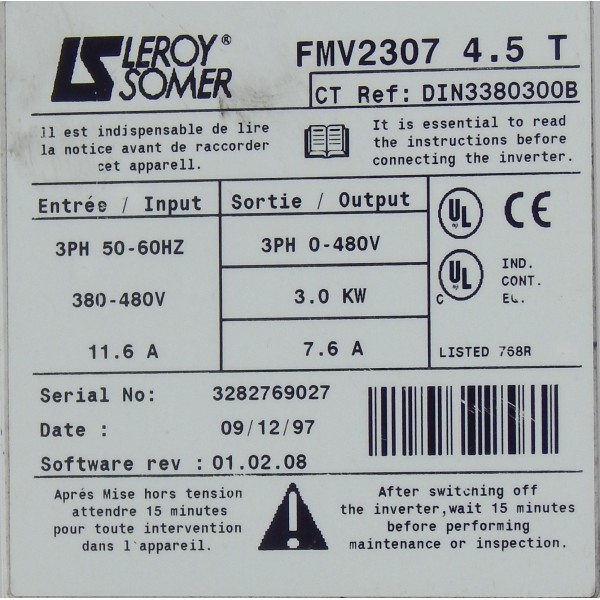 LEROY®
SOMER
FMV2307 4.5 T
CT Ref: DIN3380300B
Il est indispensable de lire
la notice avant de raccorder
cet appareil.
It is essential to read
the instructions before
connecting the inverter.
Entrée / Input
Sortie / Output
3PH 50-60HZ
3PH 0-480V
380-480V
3.0 KW
11.6 A
7.6 A
UL
CE
C UL
IND.
CONT.
EQ.
LISTED 768R
Serial No: 3282769027
Date : 09/12/97
Software rev : 01.02.08
Aprés Mise hors tension
attendre 15 minutes
pour toute intervention
dans l'appareil.
After switching off
the inverter,wait 15 minutes
before performing
maintenance or inspection.